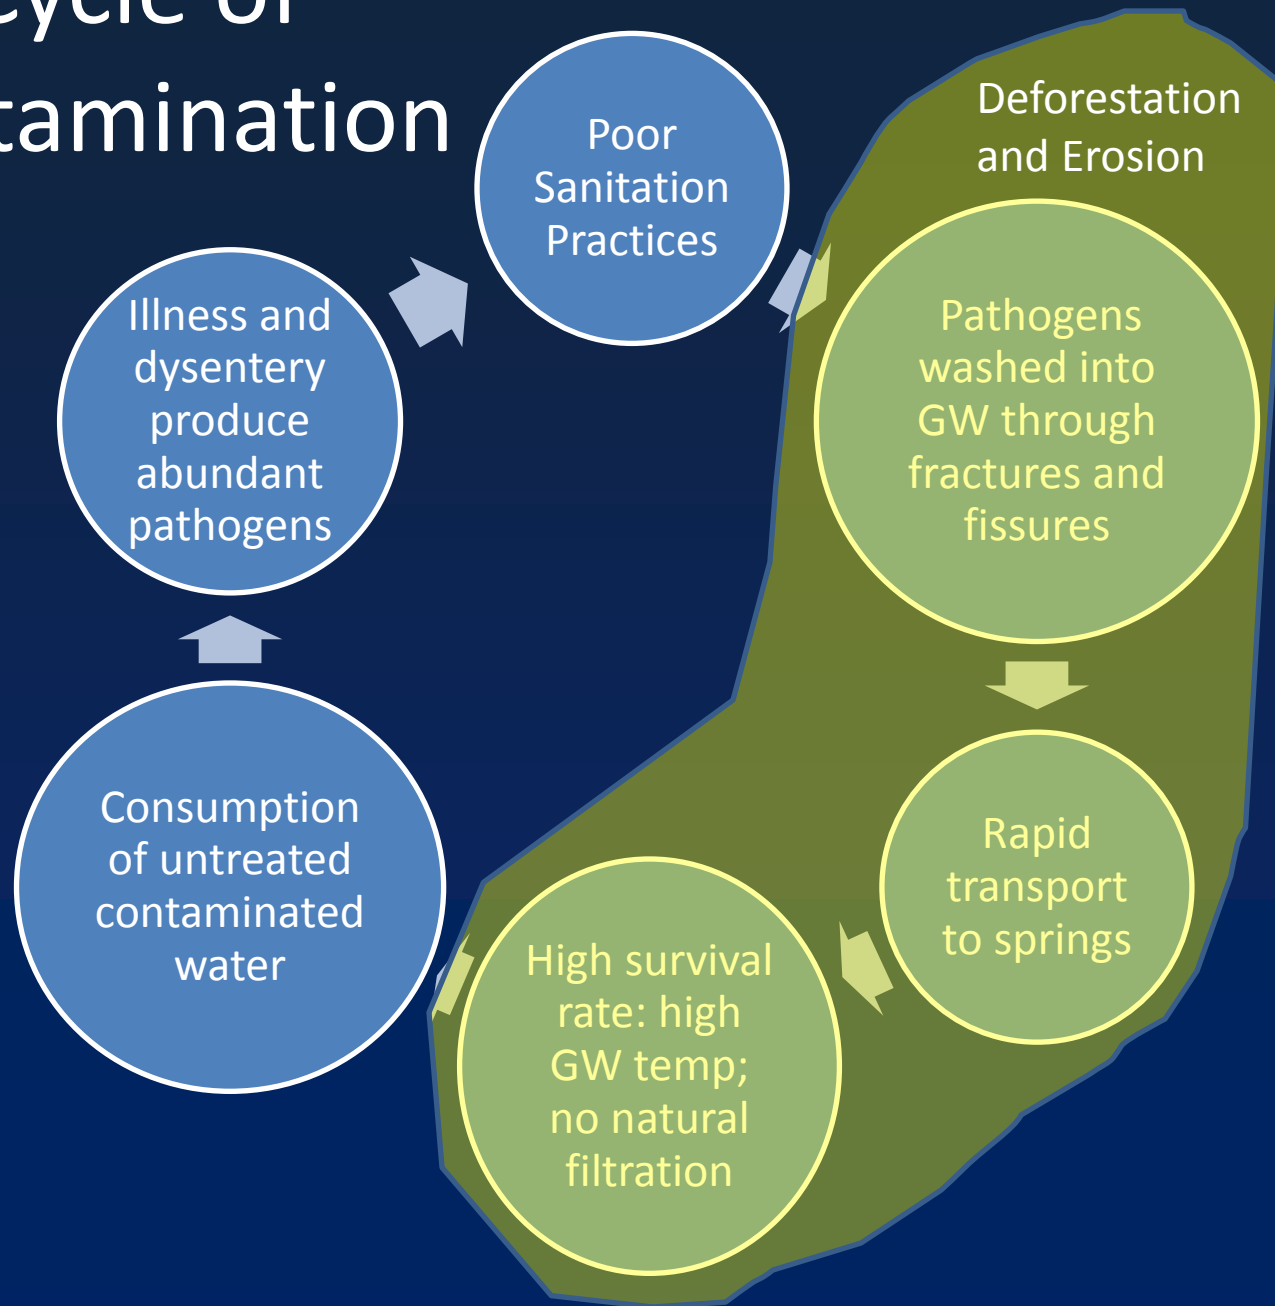 tamination
Poor
Sanitation
Practices
Deforestation
and Erosion
Pathogens
washed into
GW through
fractures and
fissures
Rapid
transport
to springs
High survival
rate: high
GW temp;
no natural
filtration
Consumption
of untreated
contaminated
water
Illness and
dysentery
produce
abundant
pathogens